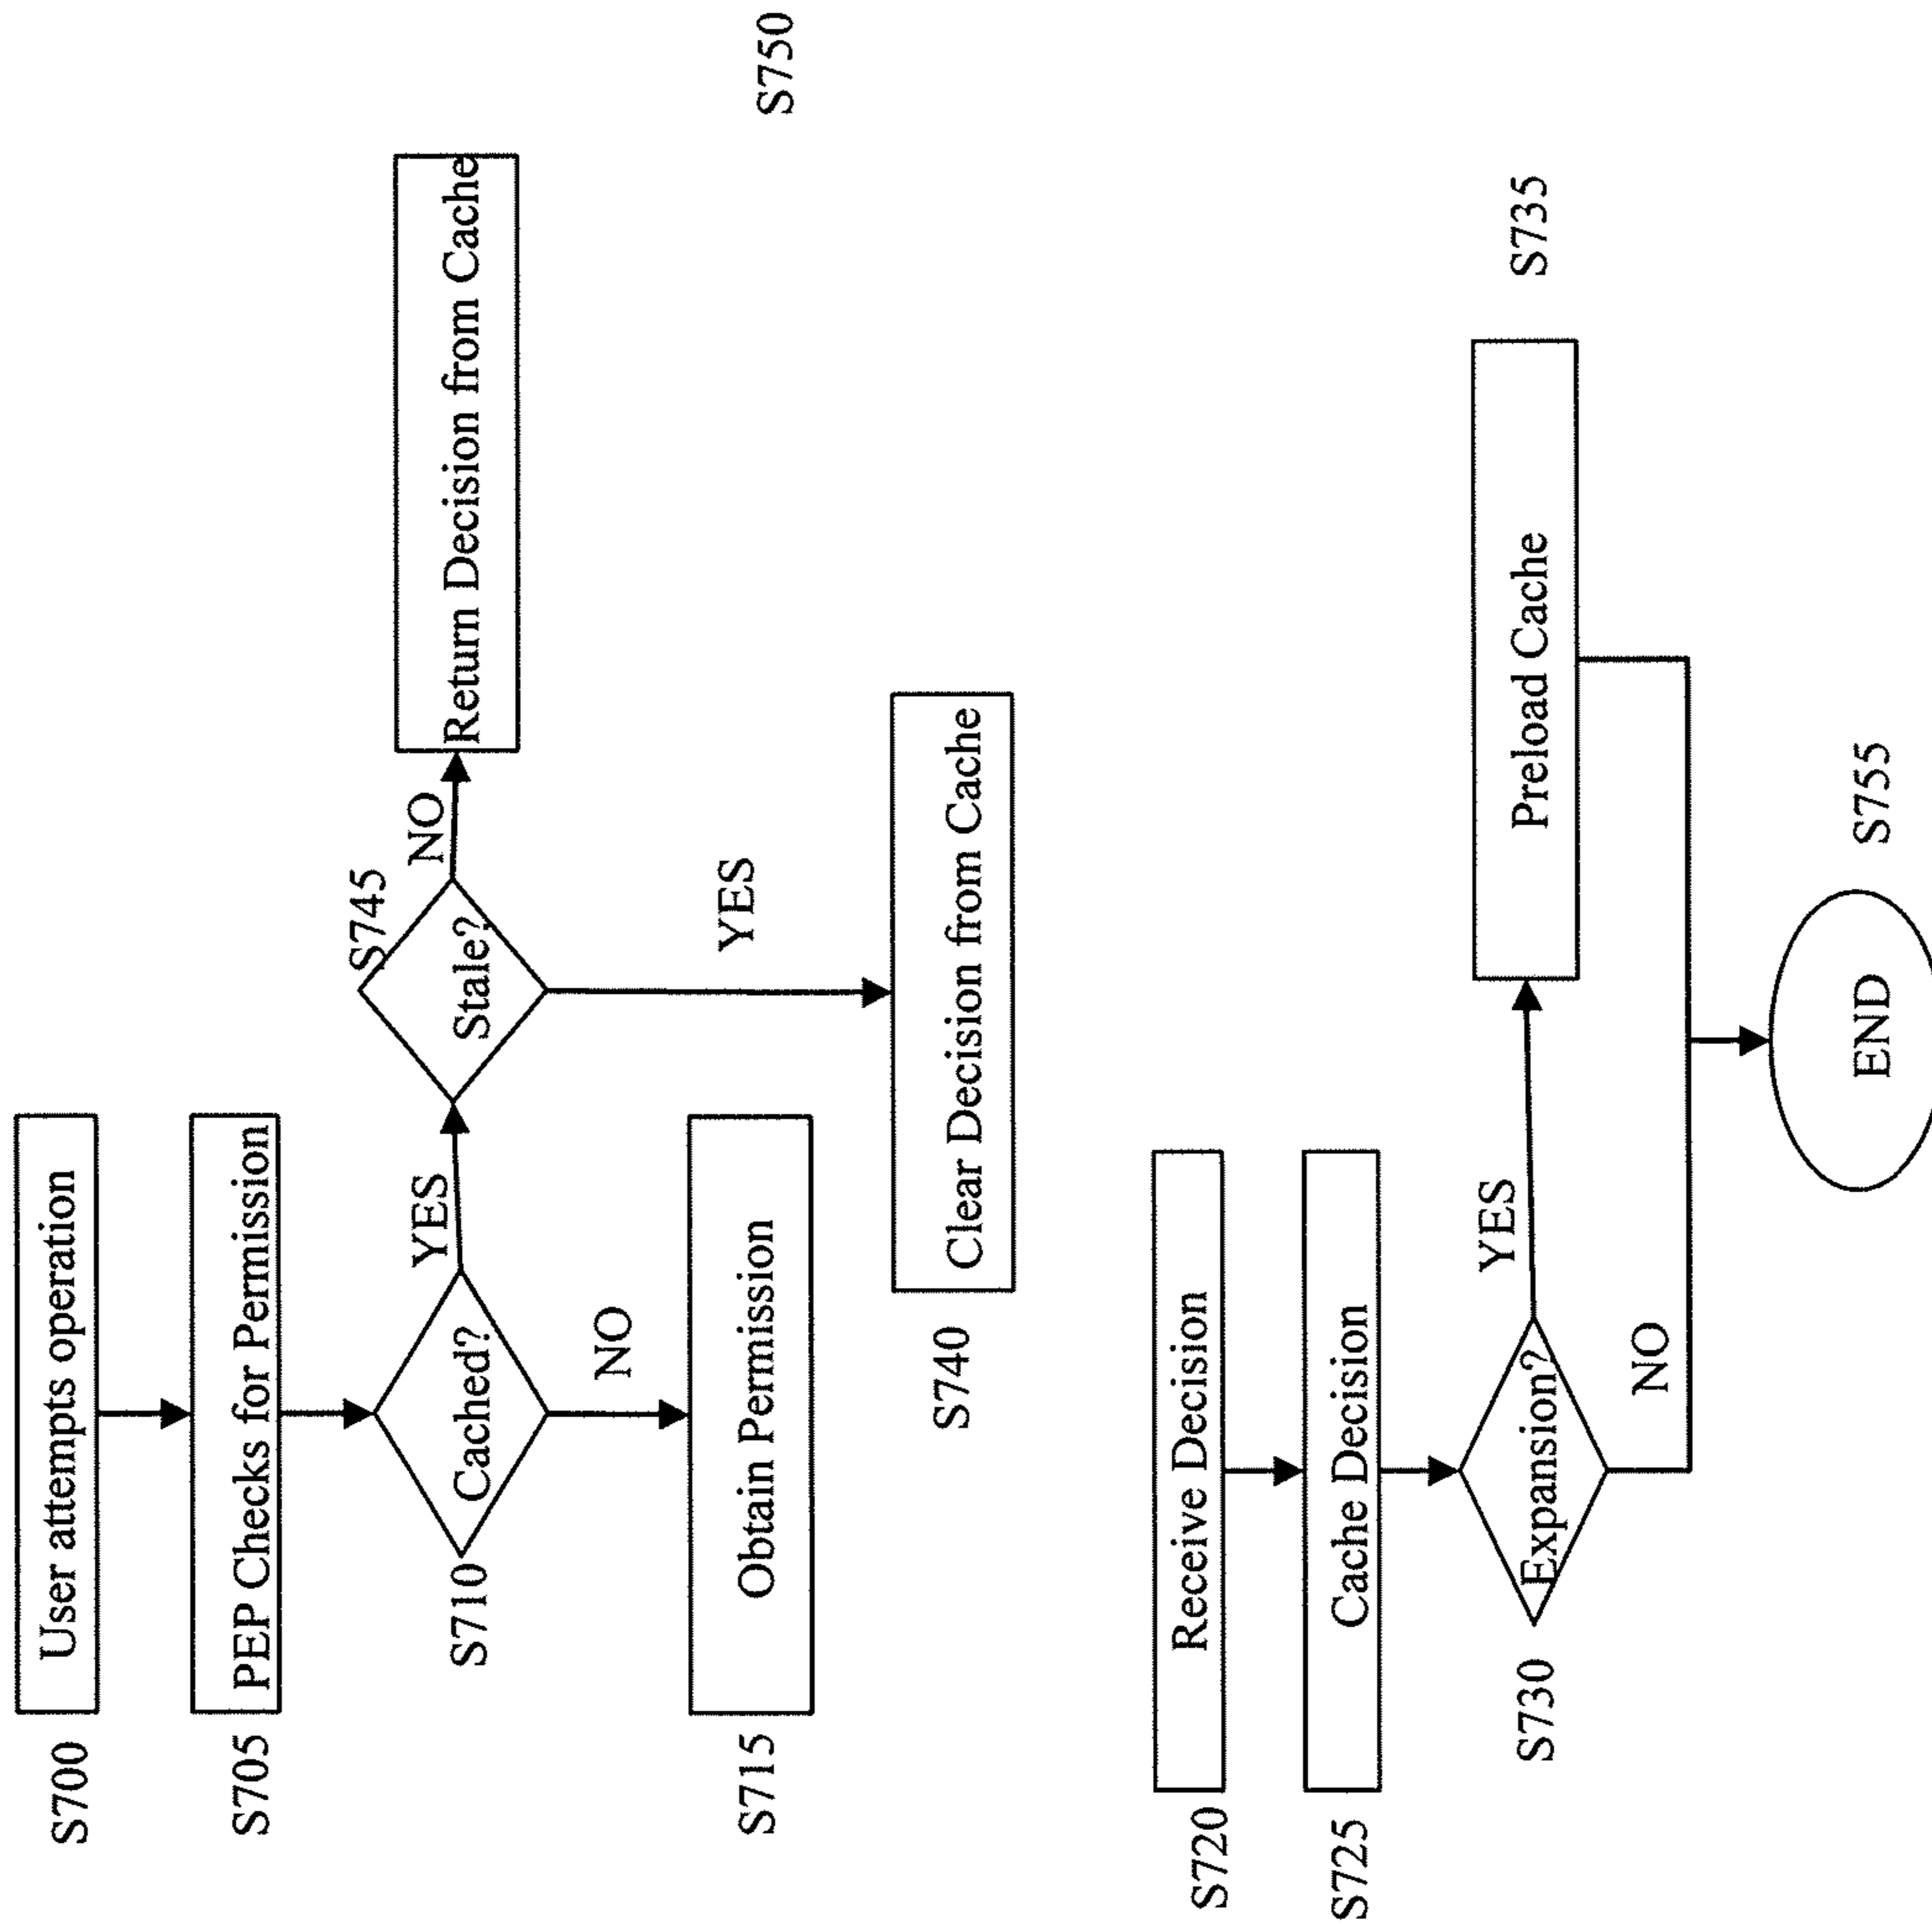 S700
User attempts operation
S705
PEP Checks for Permission
S710
Cached?
YES
S745
Stale?
NO
Return Decision from Cache
S750
NO
YES
S715
Obtain Permission
S740
Clear Decision from Cache
S720
Receive Decision
S725
Cache Decision
S730
Expansion?
YES
Preload Cache
S735
NO
END
S755